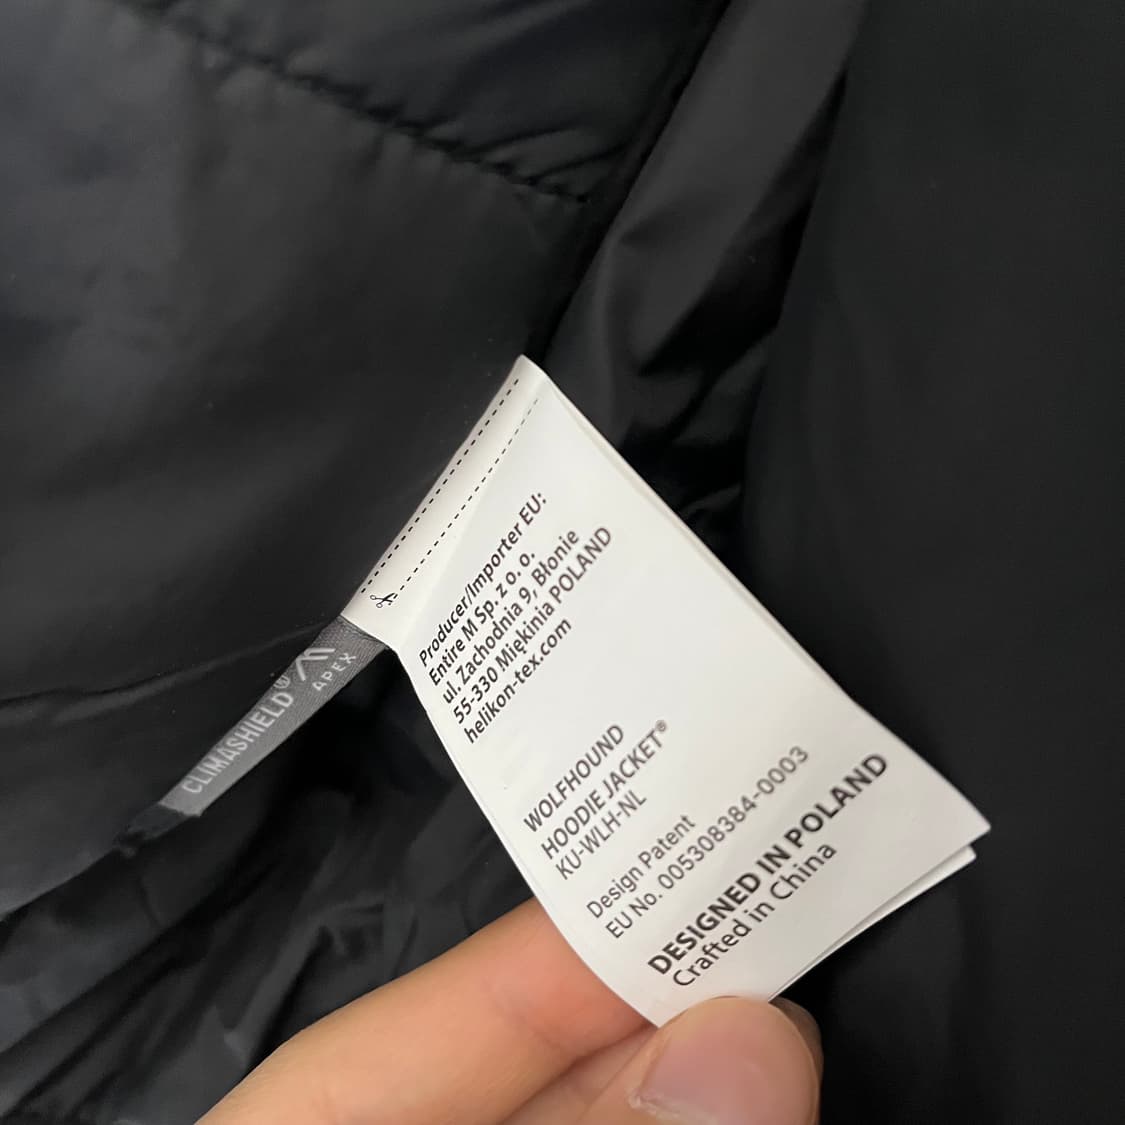 Producer/Importer EU:
Entire M Sp. z o. o.
ul. Zachodnia 9, Błonie
55-330 Miękinia POLAND
helikon-tex.com
WOLFHOUND
HOODIE JACKET®
KU-WLH-NL
Design Patent
EU No. 005308384-0003
DESIGNED IN POLAND
Crafted in China
CLIMASHIELD®
APEX